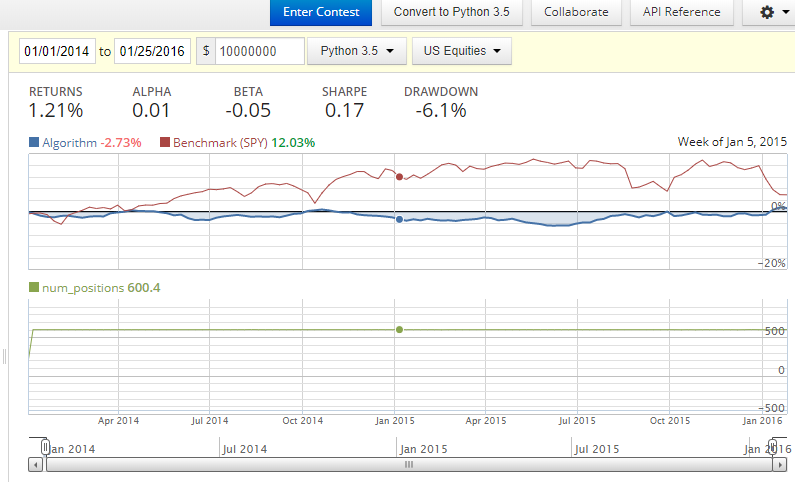 Enter Contest Convert to Python 3.5 Collaborate API Reference
01/01/2014 to 01/25/2016 $ 10000000 Python 3.5 US Equities
RETURNS ALPHA BETA SHARPE DRAWDOWN
1.21% 0.01 -0.05 0.17 -6.1%
Algorithm -2.73% Benchmark (SPY) 12.03% Week of Jan 5, 2015
0%
-20%
num_positions 600.4
500
0
-500
Apr 2014 Jul 2014 Oct 2014 Jan 2015 Apr 2015 Jul 2015 Oct 2015 Jan 2016
Jan 2014 Jul 2014 Jan 2015 Jul 2015 Jan 2016